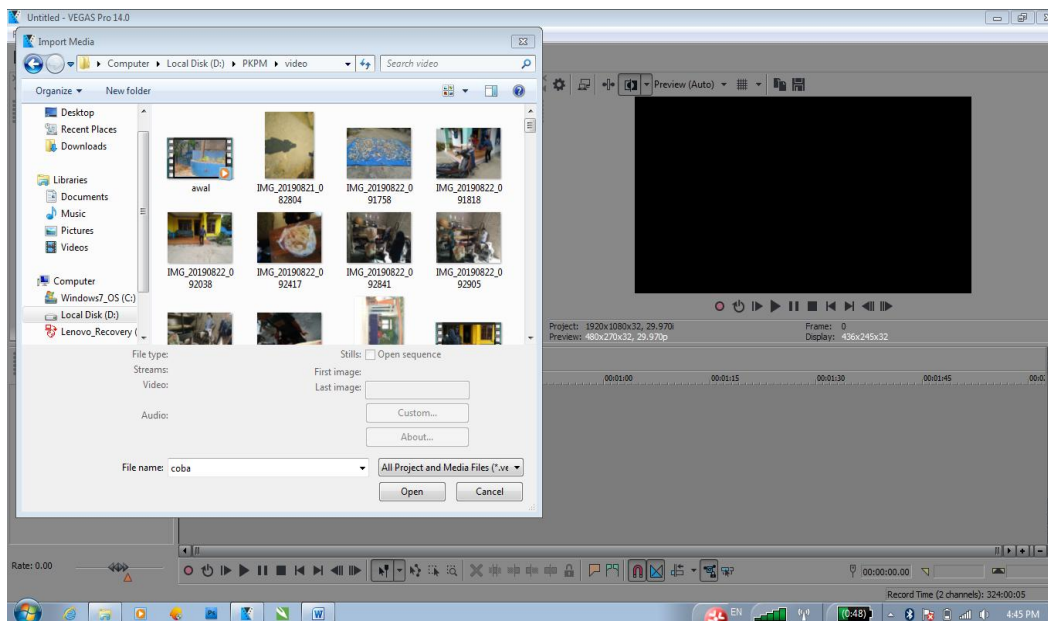 Untitled - VEGAS Pro 14.0
Import Media
Computer Local Disk (D:) PKPM video
Search video
Organize
New folder
Preview (Auto)
Desktop
Recent Places
Downloads
Libraries
Documents
Music
Pictures
Videos
Computer
Windows7_OS (C:)
Local Disk (D:)
Lenovo_Recovery (
awal
IMG_20190821_0
82804
IMG_20190822_0
91758
IMG_20190822_0
91818
IMG_20190822_0
92038
IMG_20190822_0
92417
IMG_20190822_0
92841
IMG_20190822_0
92905
File type:
Streams:
Video:
Audio:
Stills: Open sequence
First image:
Last image:
Custom...
About...
File name: coba
All Project and Media Files (*.ve
Open
Cancel
Project: 1920x1080x32, 29.970i
Preview: 480x270x32, 29.970p
Frame: 0
Display: 436x245x32
00:01:00
00:01:15
00:01:30
00:01:45
Rate: 0.00
00:00:00.00
Record Time (2 channels): 324:00:05
EN
(0:48)
4:45 PM